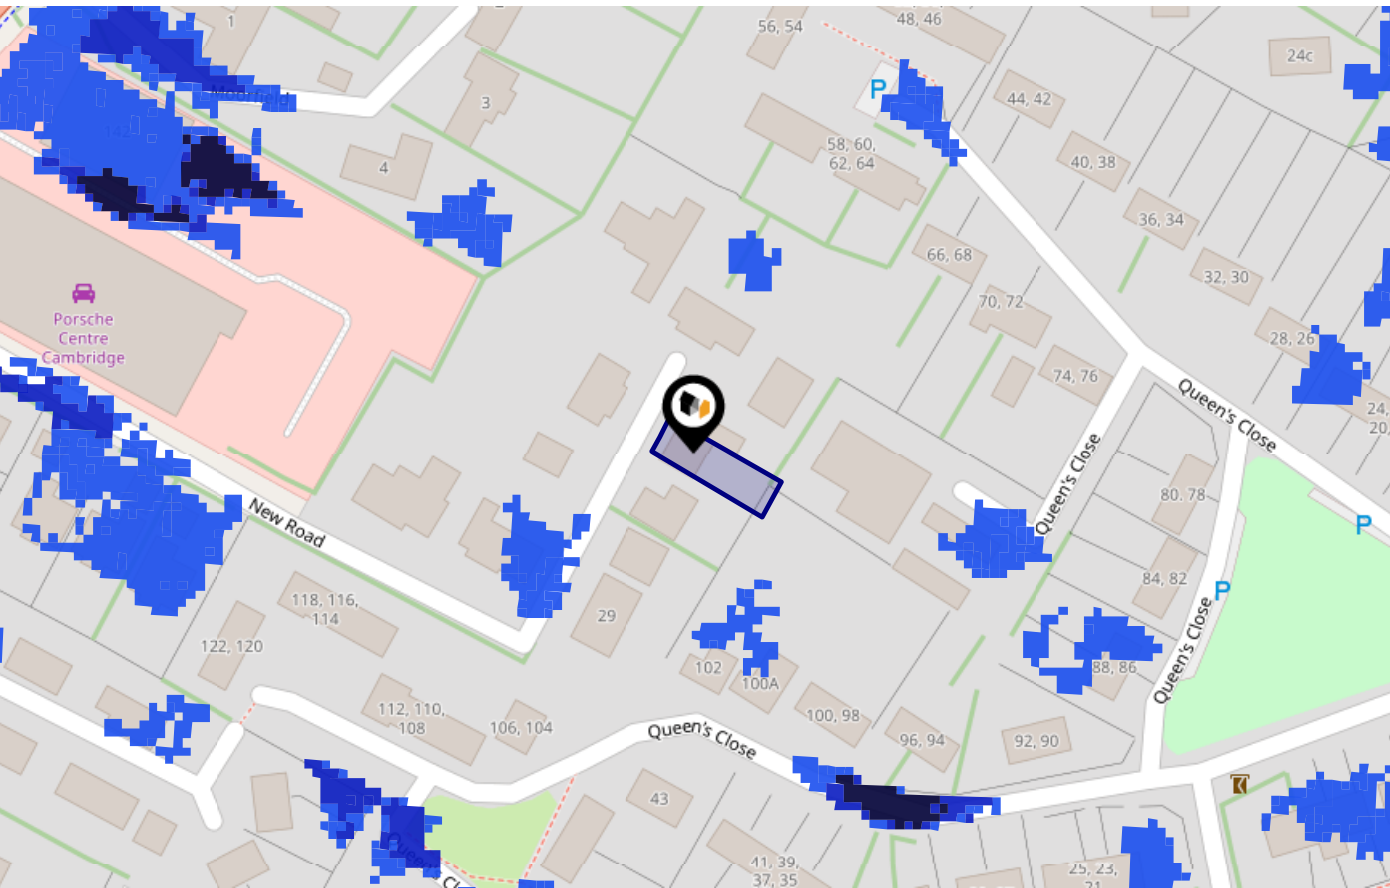 1
56, 54
48, 46
24c
3
P
44, 42
Moorfield
142
58, 60,
62, 64
40, 38
4
36, 34
66, 68
32, 30
70, 72
Porsche
Centre
Cambridge
28, 26
74, 76
Queen's Close
24,
20,
Queen's Close
80. 78
New Road
P
84, 82
P
118, 116,
114
29
Queen's Close
122, 120
102
88, 86
100A
112, 110,
108
106, 104
100, 98
Queen's Close
96, 94
92, 90
43
41, 39,
37, 35
25, 23,
21